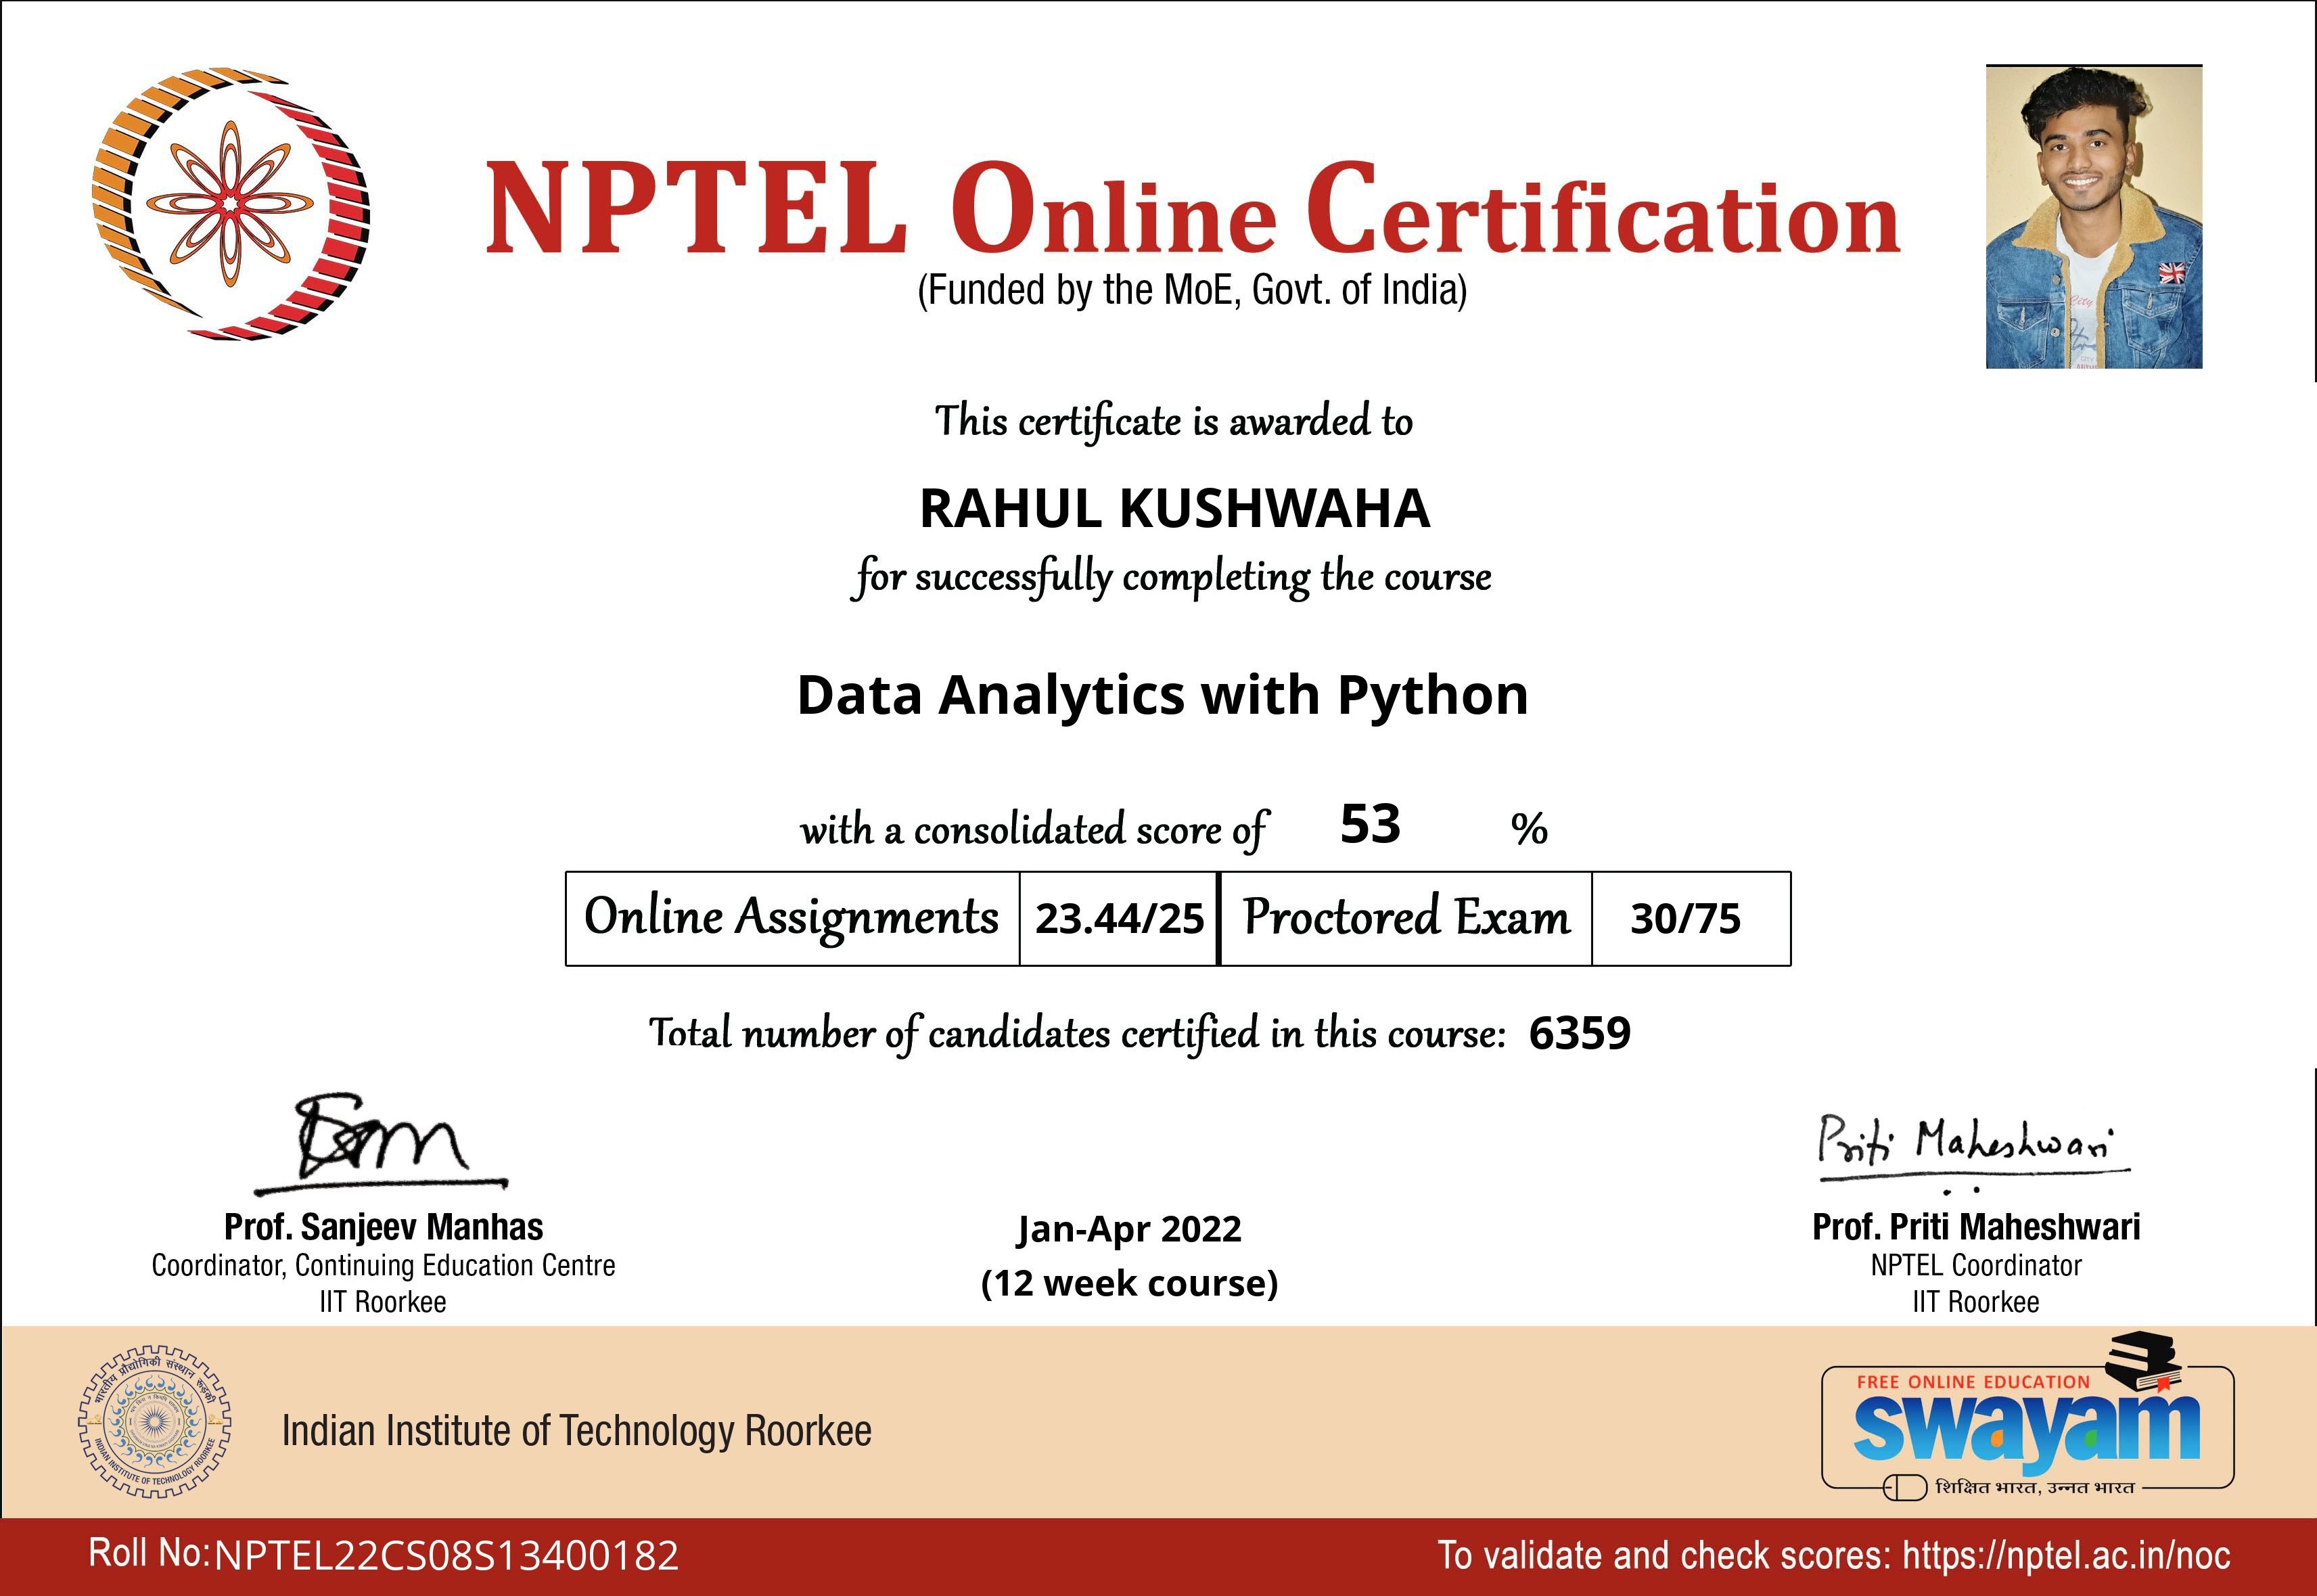 NPTEL Online Certification
(Funded by the MoE, Govt. of India)
This certificate is awarded to
RAHUL KUSHWAHA
for successfully completing the course
Data Analytics with Python
with a consolidated score of 53 %
Online Assignments 23.44/25 Proctored Exam 30/75
Total number of candidates certified in this course: 6359
Priti Maheshwari
Prof. Sanjeev Manhas
Coordinator, Continuing Education Centre
IIT Roorkee
Jan-Apr 2022
(12 week course)
Prof. Priti Maheshwari
NPTEL Coordinator
IIT Roorkee
भारतीय प्रौद्योगिकी संस्थान रुड़की
INDIAN INSTITUTE OF TECHNOLOGY ROORKEE
Indian Institute of Technology Roorkee
FREE ONLINE EDUCATION
swayam
शिक्षित भारत, उन्नत भारत
Roll No:NPTEL22CS08S13400182
To validate and check scores: https://nptel.ac.in/noc